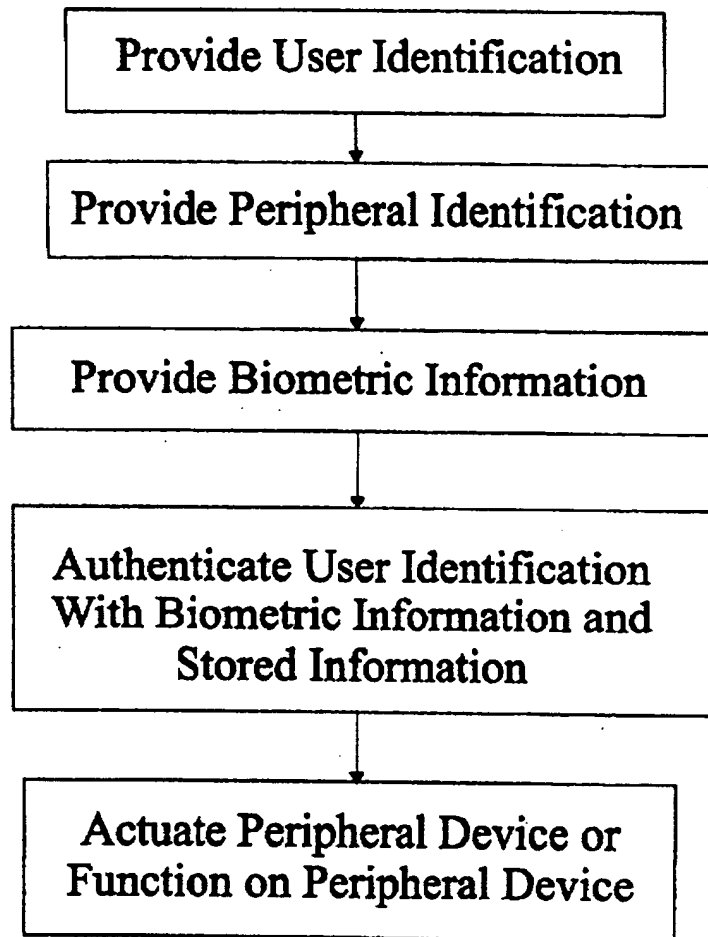 Provide User Identification
Provide Peripheral Identification
Provide Biometric Information
Authenticate User Identification
With Biometric Information and
Stored Information
Actuate Peripheral Device or
Function on Peripheral Device